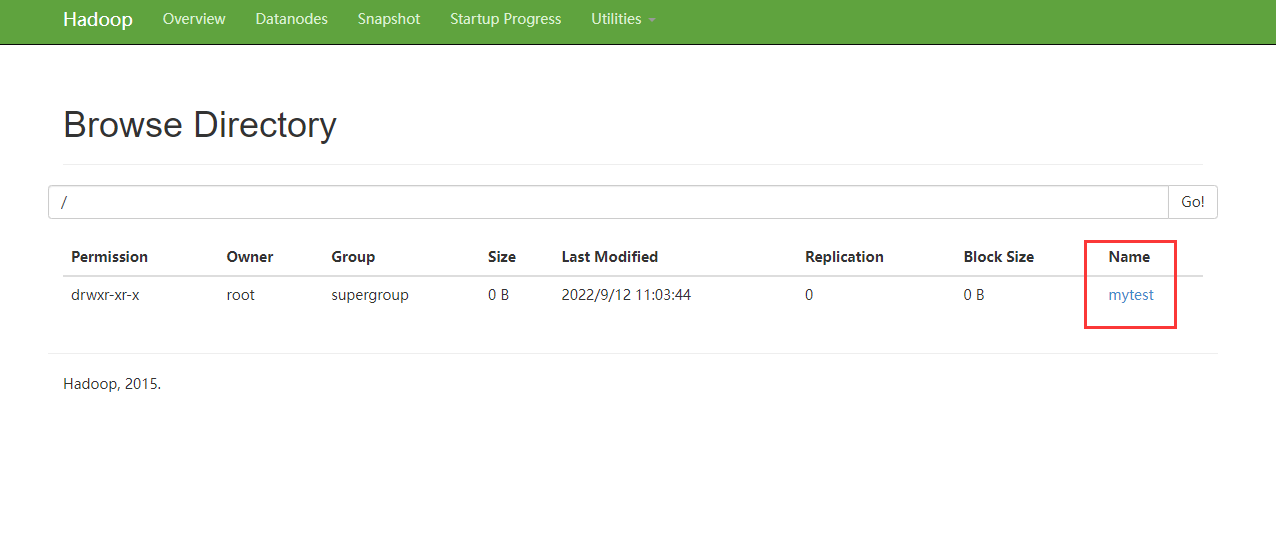 Hadoop Overview Datanodes Snapshot Startup Progress Utilities
Browse Directory
/ Go!
Permission Owner Group Size Last Modified Replication Block Size Name
drwxr-xr-x root supergroup 0 B 2022/9/12 11:03:44 0 0 B mytest
Hadoop, 2015.